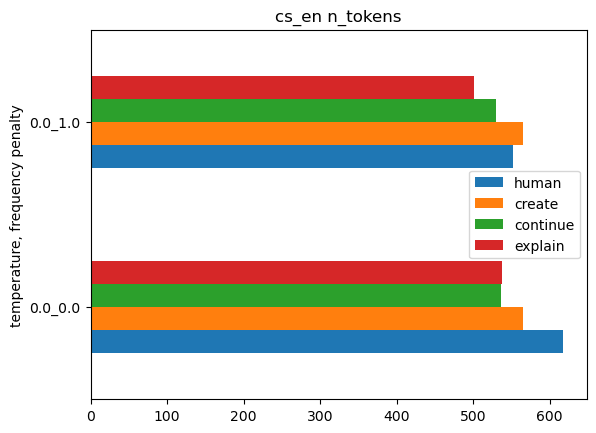 cs_en n_tokens
temperature, frequency penalty
0.0_1.0
0.0_0.0
human
create
continue
explain
0 100 200 300 400 500 600